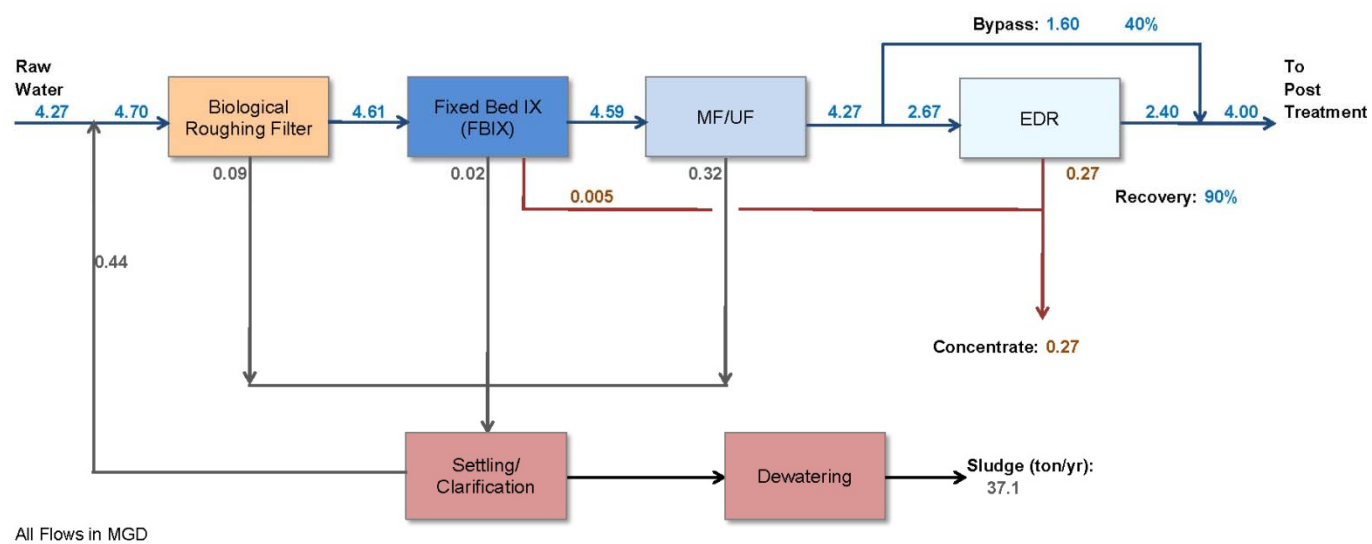 Bypass: 1.60 40%
Raw
Water
To
Post
Treatment
4.27 4.70
Biological
Roughing Filter
4.61
Fixed Bed IX
(FBIX)
4.59
MF/UF
4.27 2.67
EDR
2.40 4.00
0.09
0.02
0.32
0.27
0.005
Recovery: 90%
0.44
Concentrate: 0.27
Settling/
Clarification
Dewatering
Sludge (ton/yr):
37.1
All Flows in MGD